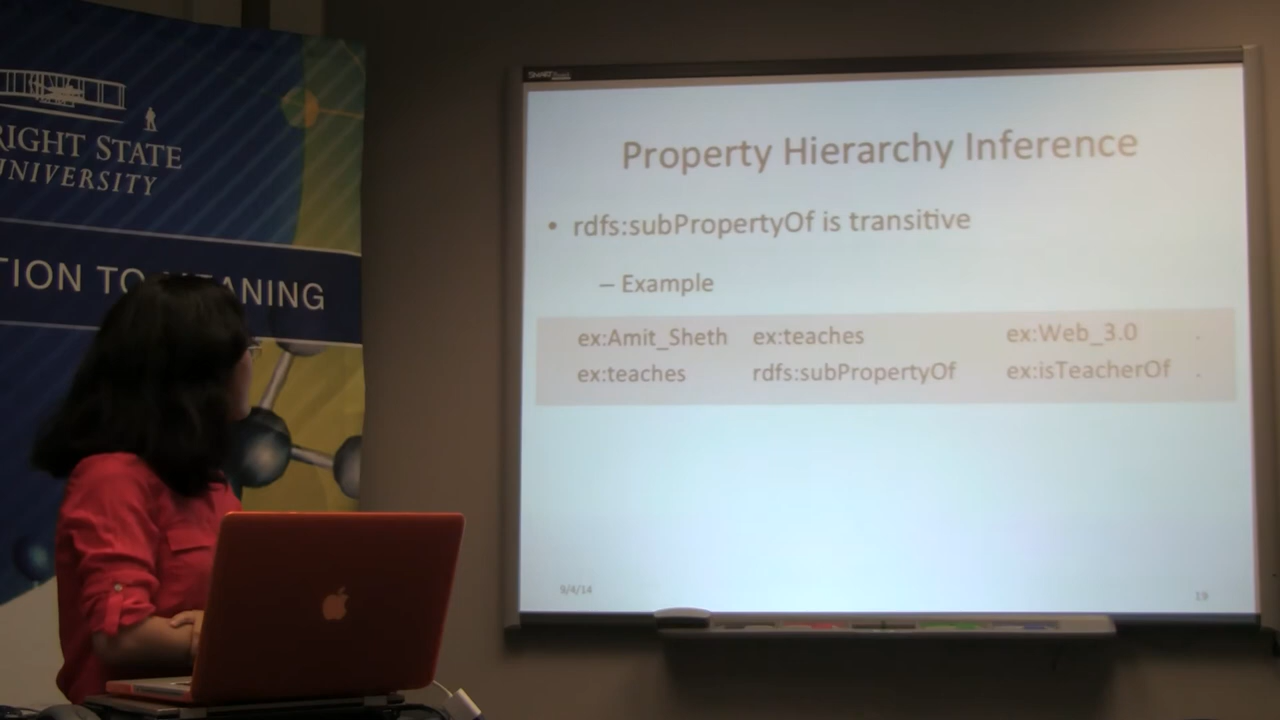 RIGHT STATE
UNIVERSITY
TION TO
EANING
Property Hierarchy Inference
• rdfs:subPropertyOf is transitive
– Example
ex:Amit_Sheth ex:teaches ex:Web_3.0 .
ex:teaches rdfs:subPropertyOf ex:isTeacherOf .
9/4/14
19